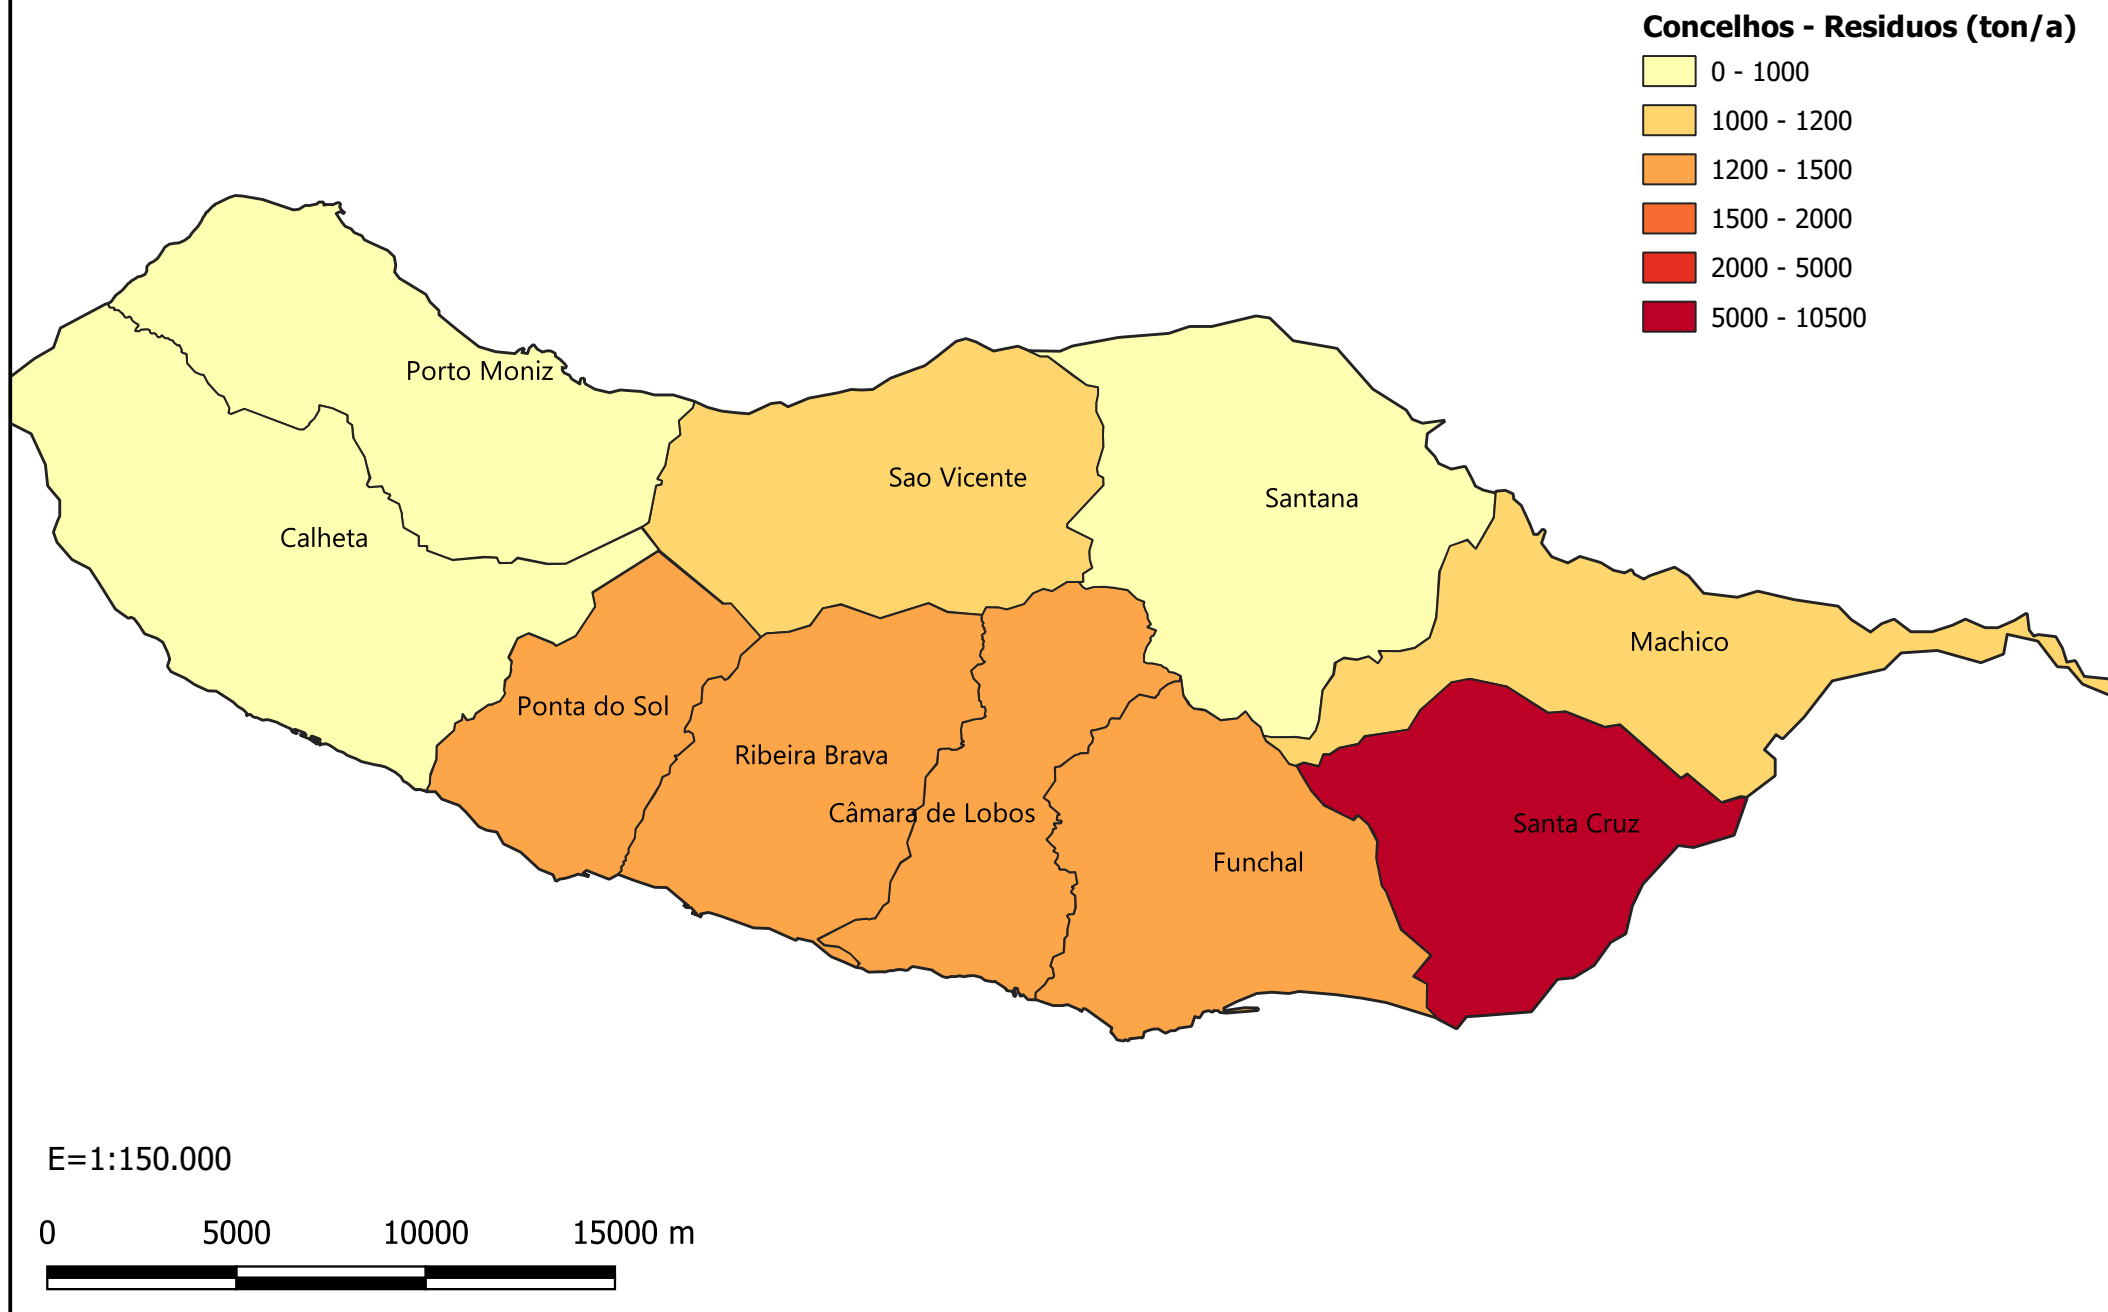 Concelhos - Residuos (ton/a)
0 - 1000
1000 - 1200
1200 - 1500
1500 - 2000
2000 - 5000
5000 - 10500
Porto Moniz
Sao Vicente
Santana
Calheta
Machico
Ponta do Sol
Ribeira Brava
Câmara de Lobos
Santa Cruz
Funchal
E=1:150.000
0 5000 10000 15000 m